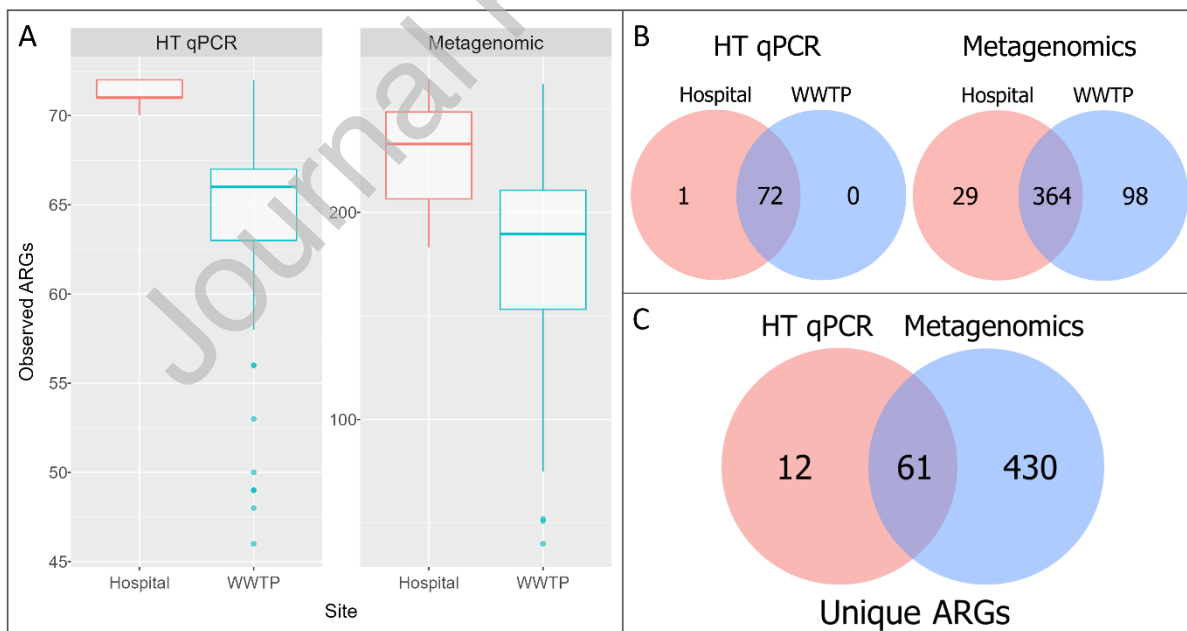 A
HT qPCR
Metagenomic
Observed ARGs
70
65
60
55
50
45
200
100
Hospital
WWTP
Hospital
WWTP
Site
Journal
B
HT qPCR
Metagenomics
Hospital
WWTP
Hospital
WWTP
1
72
0
29
364
98
C
HT qPCR
Metagenomics
12
61
430
Unique ARGs